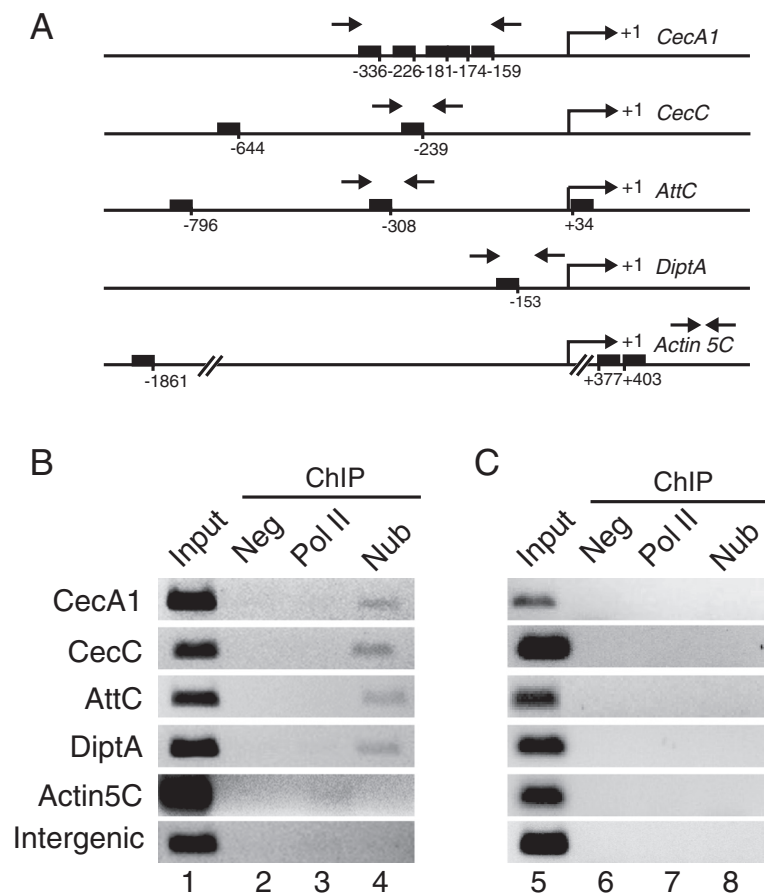 A
+1 CecA1
-336 -226 -181 -174 -159
+1 CecC
-644 -239
+1 AttC
-796 -308 +34
+1 DiptA
-153
+1 Actin 5C
-1861 +377 +403
B
ChIP
Input Neg Pol II Nub
CecA1
CecC
AttC
DiptA
Actin5C
Intergenic
1 2 3 4
C
ChIP
Input Neg Pol II Nub
5 6 7 8